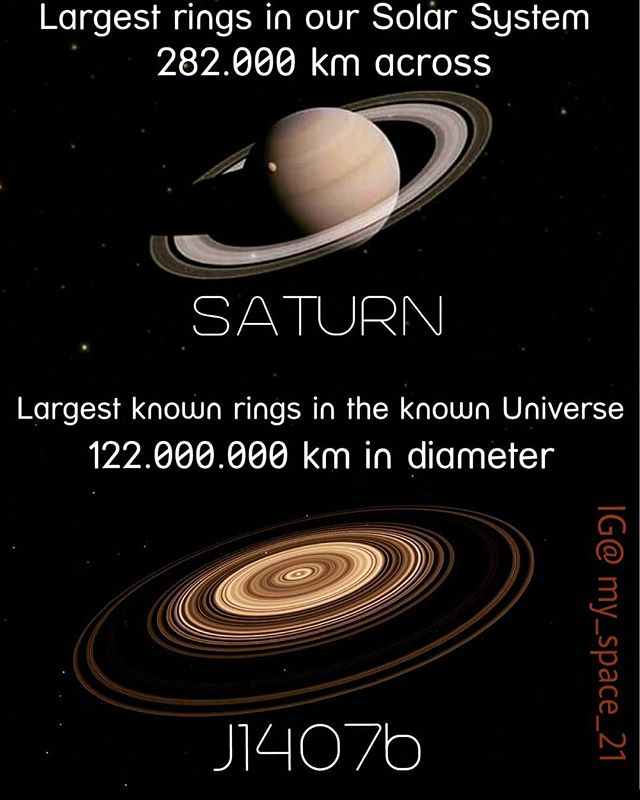 Largest rings in our Solar System
282.000 km across
SATURN
Largest known rings in the known Universe
122.000.000 km in diameter
IG@ my_space_21
J1407b